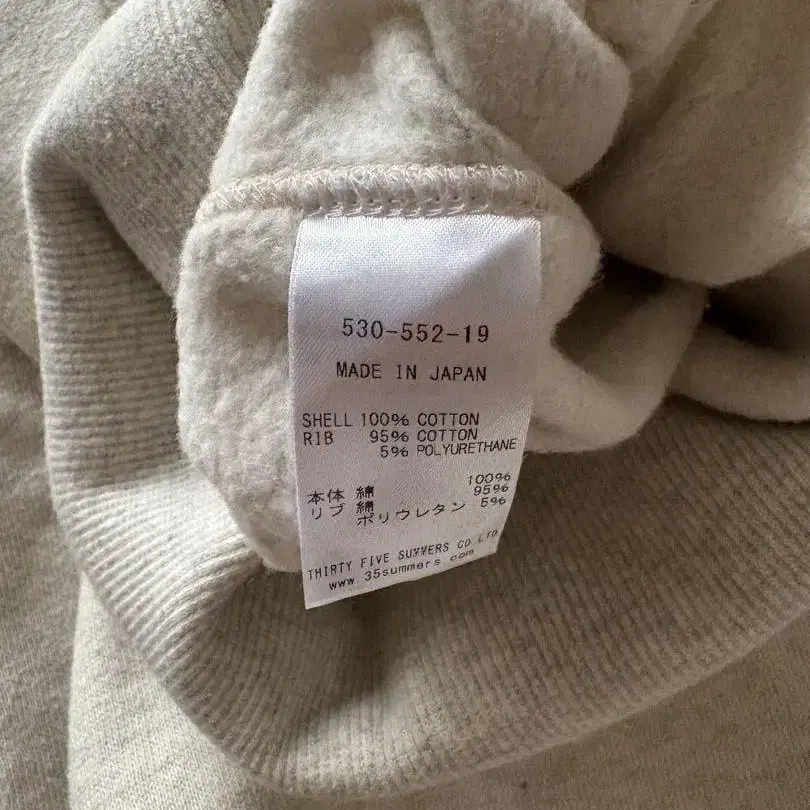 530-552-19
MADE IN JAPAN
SHELL 100% COTTON
RIB 95% COTTON
5% POLYURETHANE
本体 綿 100%
リブ 綿 95%
ポリウレタン 5%
THIRTY FIVE SUMMERS CO LTD
www 35summers com